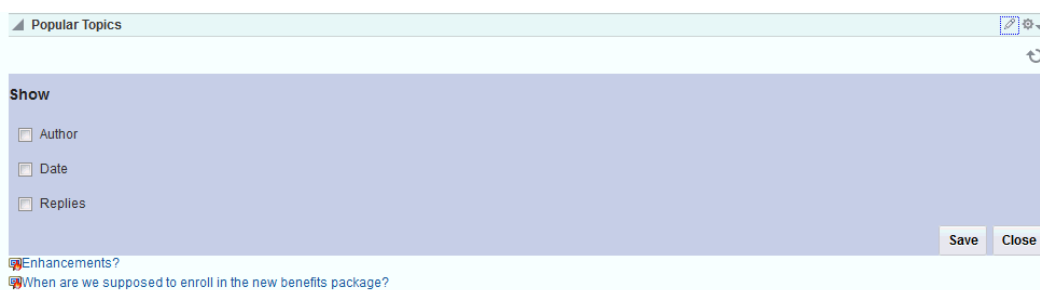 Popular Topics
Show
Author
Date
Replies
Save Close
Enhancements?
When are we supposed to enroll in the new benefits package?